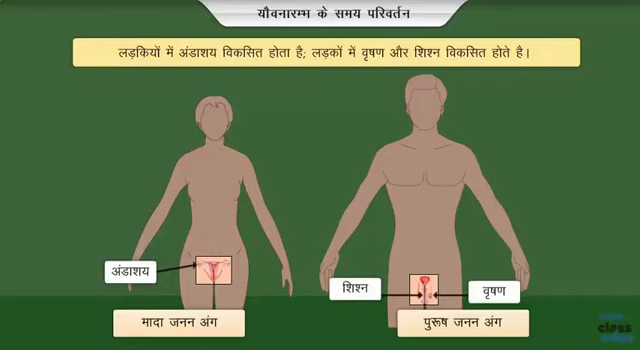 यौवनारम्भ के समय परिवर्तन
लड़कियों में अंडाशय विकसित होता है; लड़कों में वृषण और शिश्न विकसित होते है।
अंडाशय
शिश्न
वृषण
मादा जनन अंग
पुरूष जनन अंग